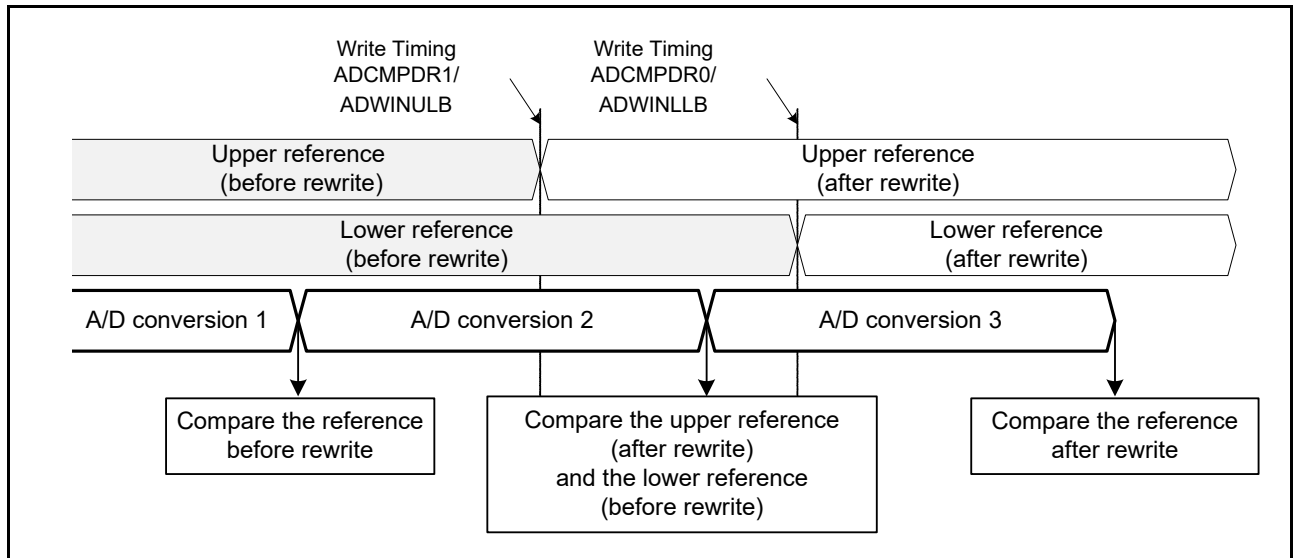 Write Timing
ADCMPDR1/
ADWINULB
Write Timing
ADCMPDR0/
ADWINLLB
Upper reference
(before rewrite)
Upper reference
(after rewrite)
Lower reference
(before rewrite)
Lower reference
(after rewrite)
A/D conversion 1
A/D conversion 2
A/D conversion 3
Compare the reference
before rewrite
Compare the upper reference
(after rewrite)
and the lower reference
(before rewrite)
Compare the reference
after rewrite